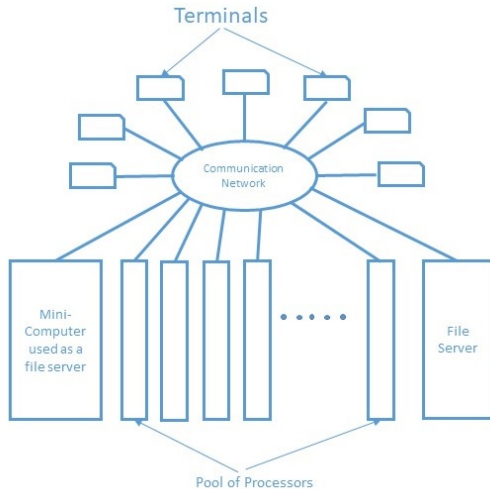 Terminals
Communication
Network
Mini-
Computer
used as a
file server
File
Server
Pool of Processors